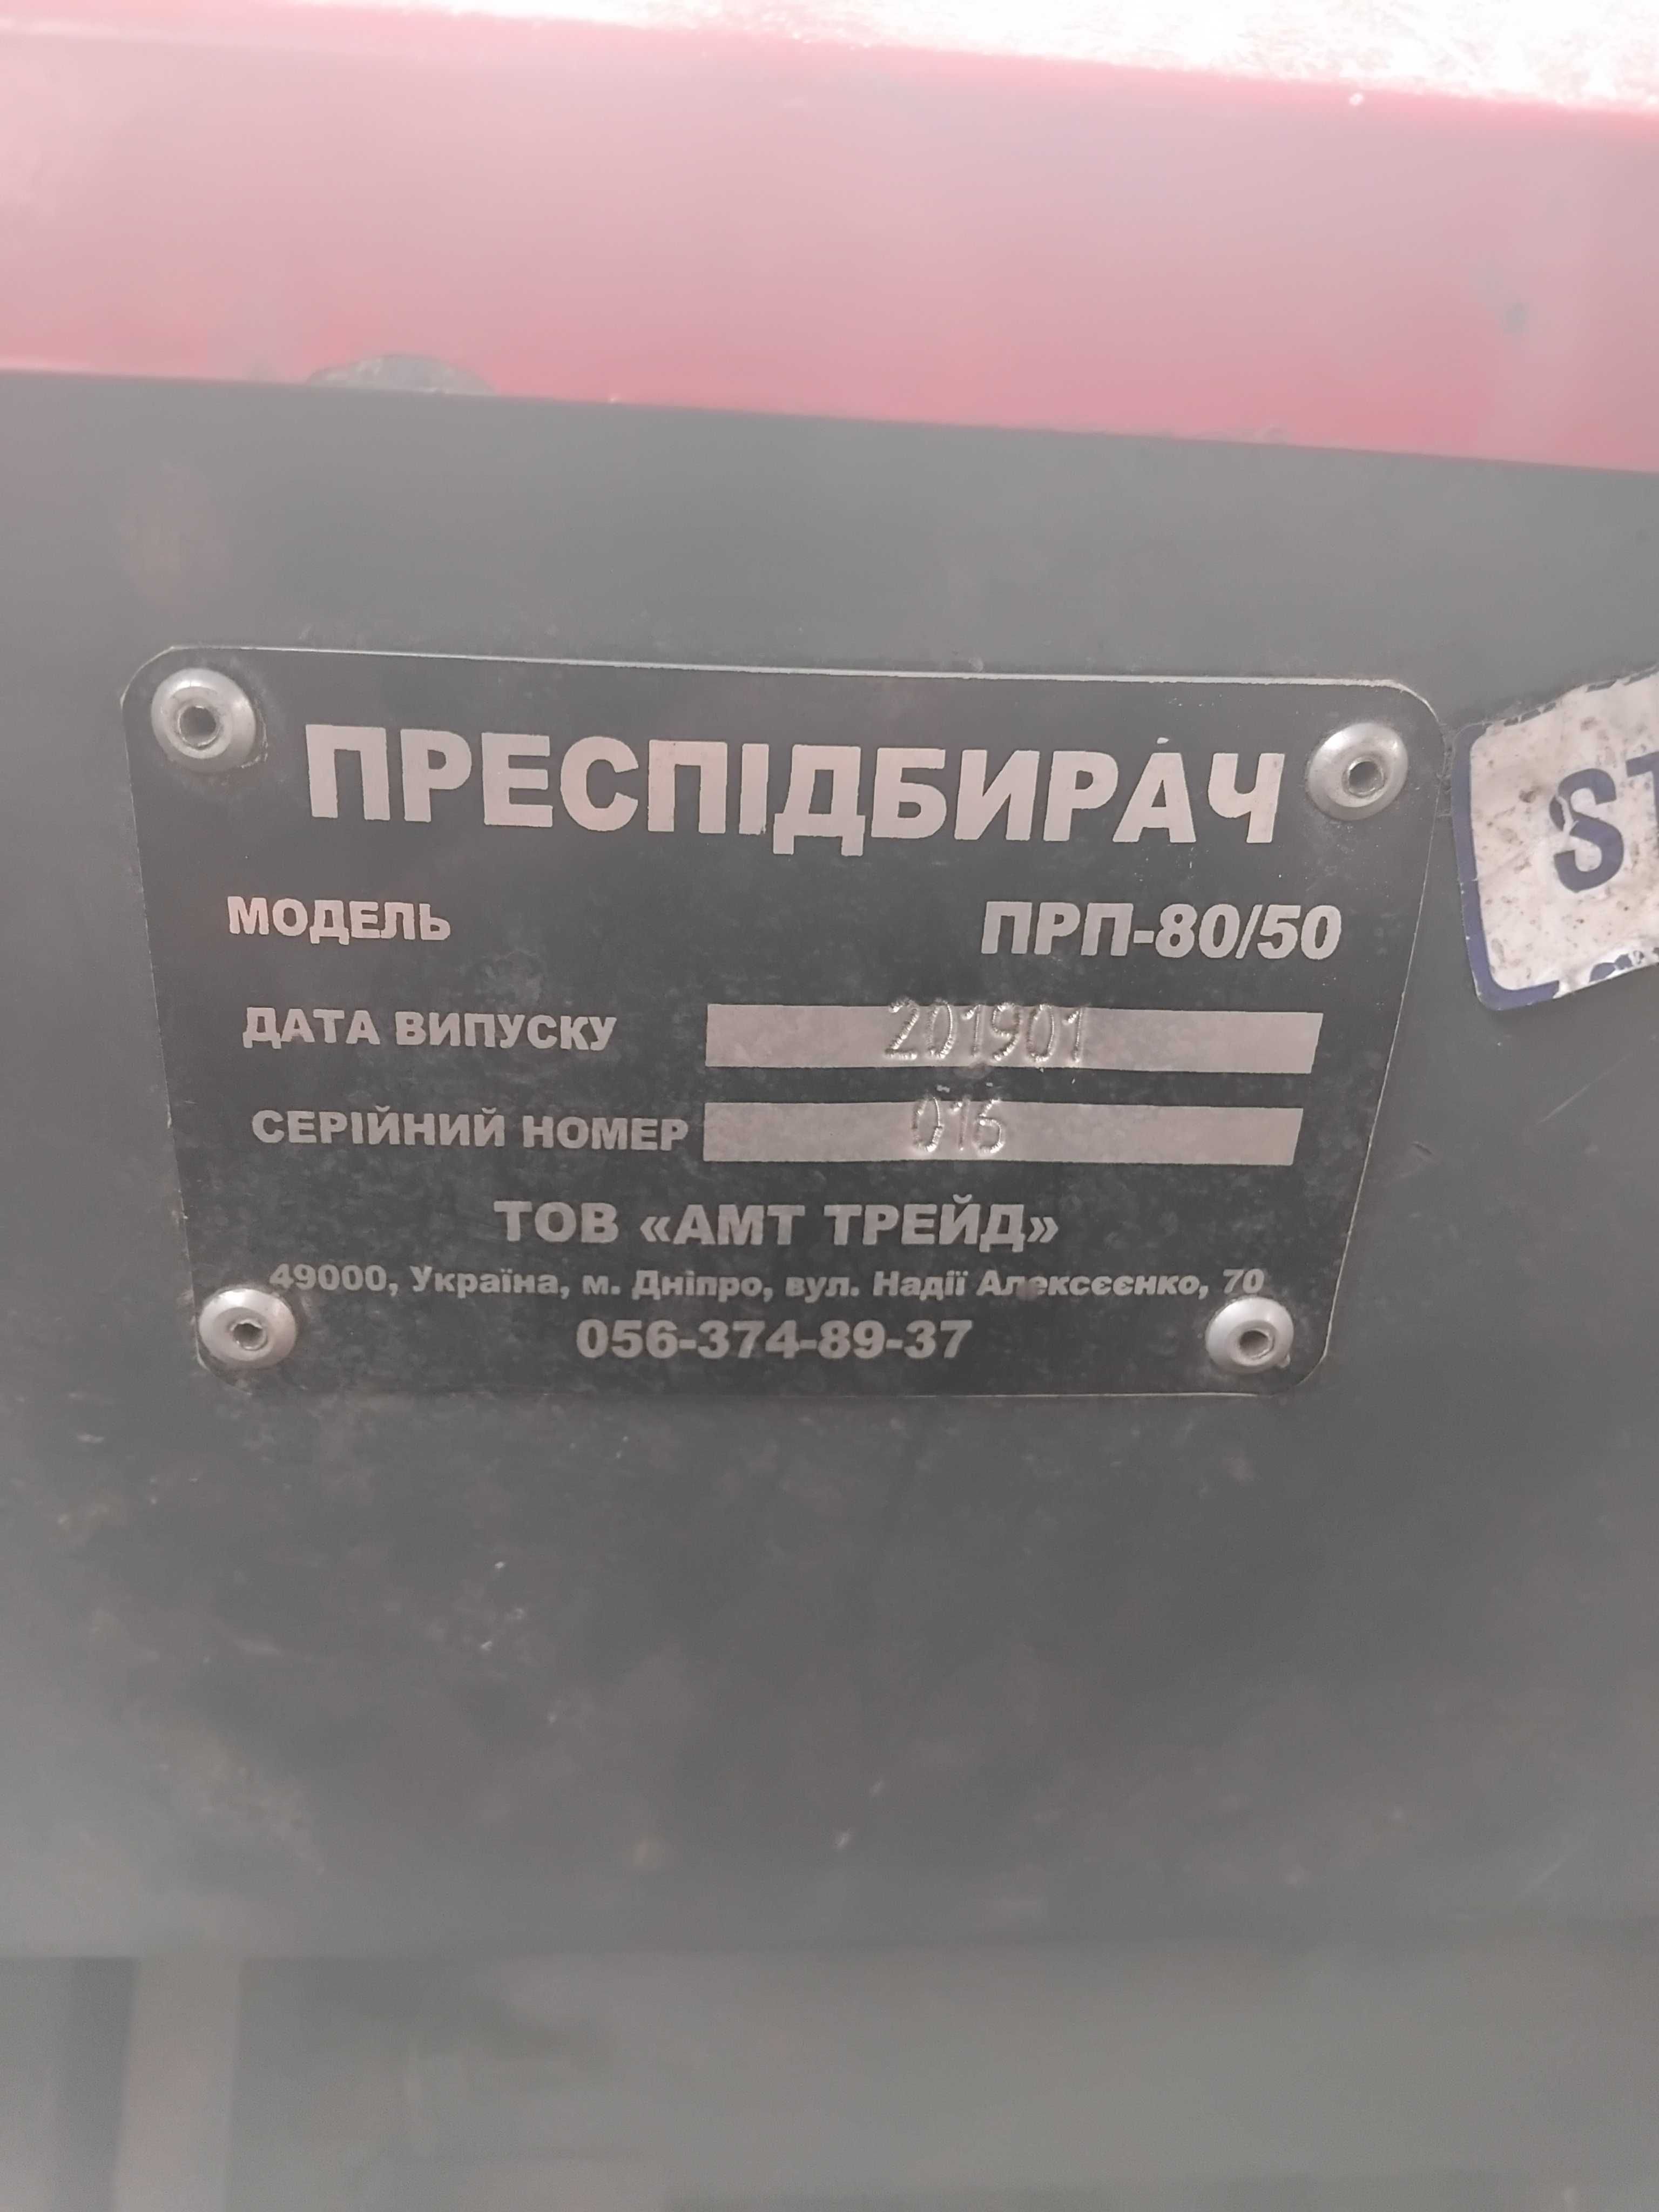 ПРЕСПІДБИРАЧ
МОДЕЛЬ ПРП-80/50
ДАТА ВИПУСКУ 201901
СЕРІЙНИЙ НОМЕР 016
ТОВ «АМТ ТРЕЙД»
49000, Україна, м. Дніпро, вул. Надії Алексєєнко, 70
056-374-89-37
ST